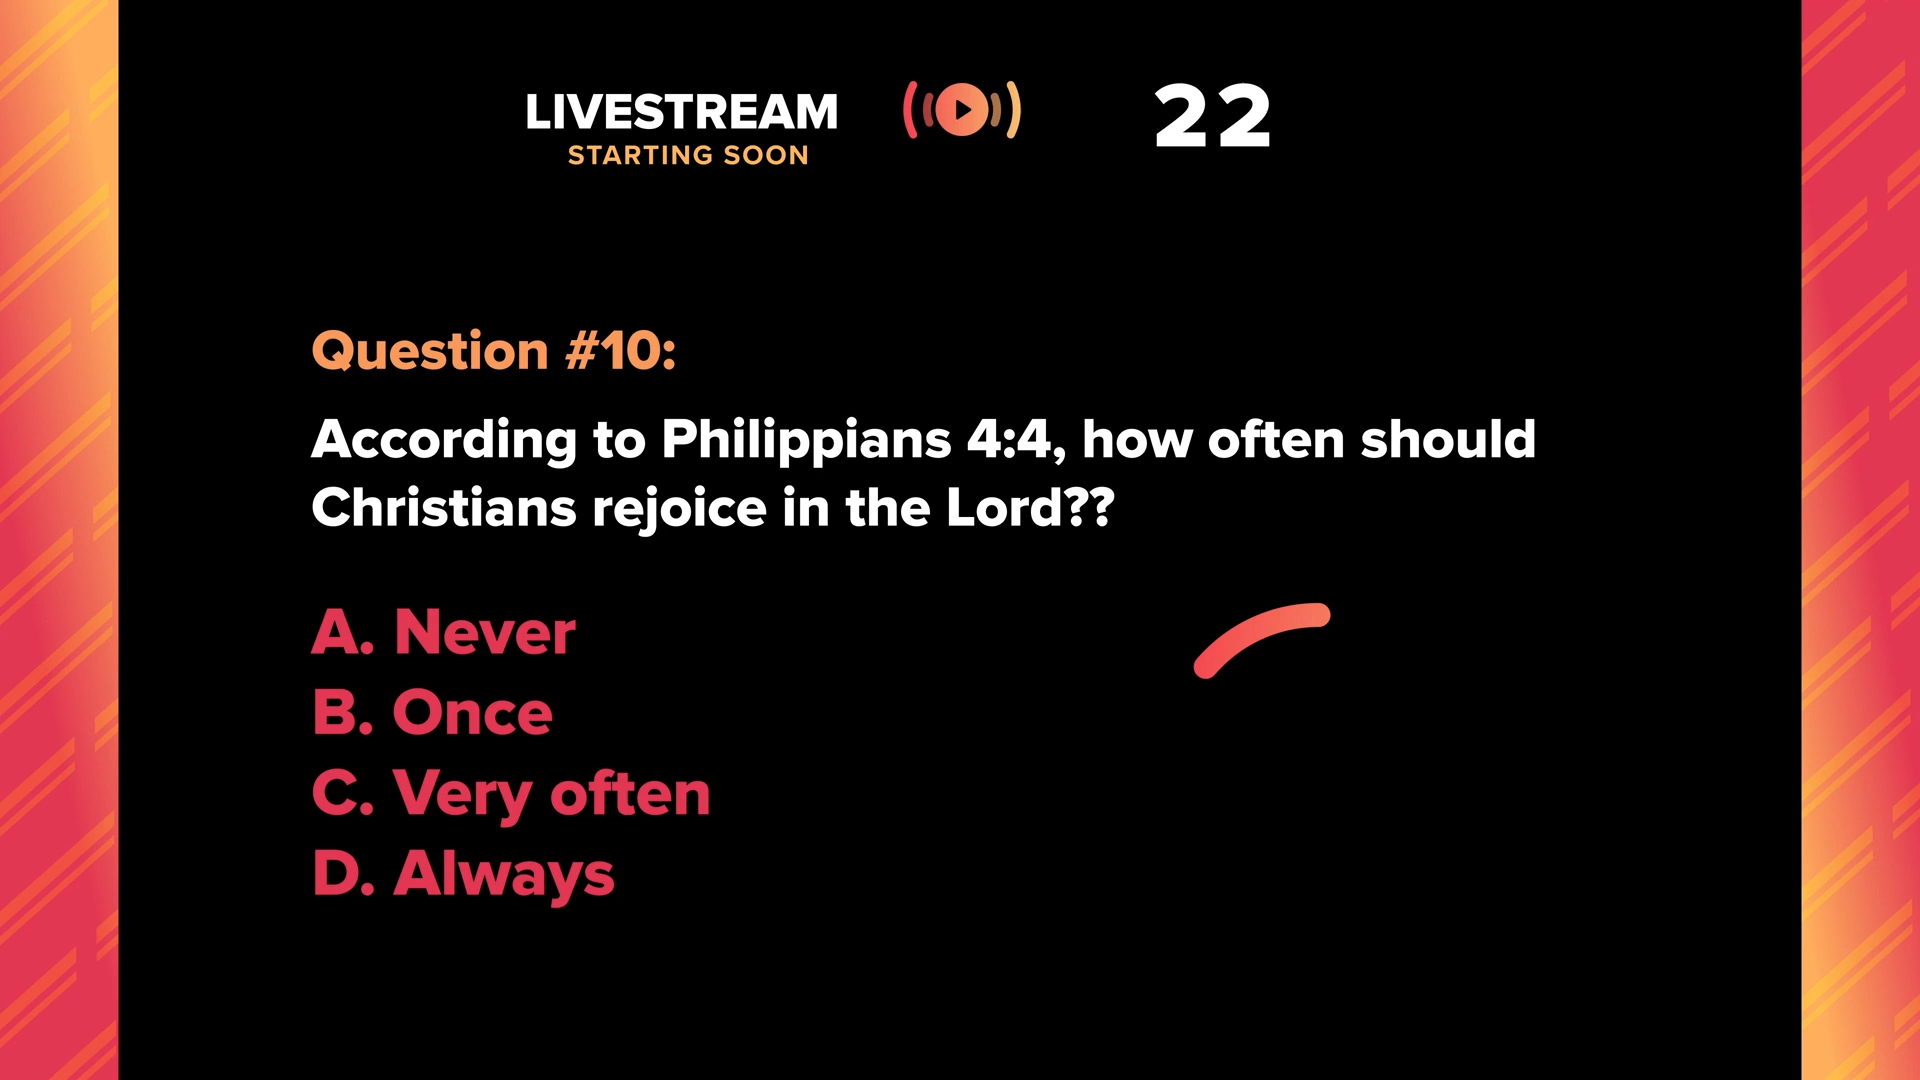 LIVESTREAM
STARTING SOON
22
Question #10:
According to Philippians 4:4, how often should
Christians rejoice in the Lord??
A. Never
B. Once
C. Very often
D. Always